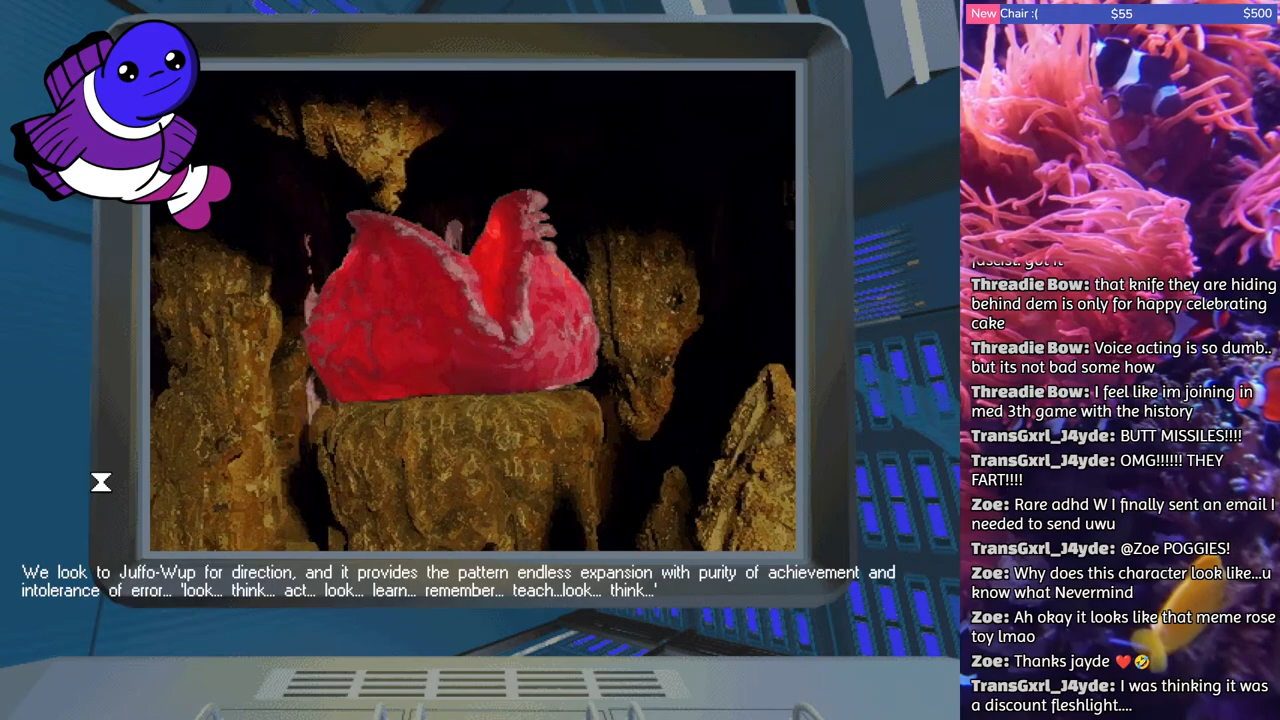 New Chair :( $55 $500
fascist. got it
Threadie Bow: that knife they are hiding
behind dem is only for happy celebrating
cake
Threadie Bow: Voice acting is so dumb..
but its not bad some how
Threadie Bow: I feel like im joining in
med 3th game with the history
TransGxrl_J4yde: BUTT MISSILES!!!!
TransGxrl_J4yde: OMG!!!!!! THEY
FART!!!!
Zoe: Rare adhd W I finally sent an email I
needed to send uwu
TransGxrl_J4yde: @Zoe POGGIES!
Zoe: Why does this character look like...u
know what Nevermind
Zoe: Ah okay it looks like that meme rose
toy lmao
Zoe: Thanks jayde ❤️🤣
TransGxrl_J4yde: I was thinking it was
a discount fleshlight....
We look to Juffo-Wup for direction, and it provides the pattern endless expansion with purity of achievement and
intolerance of error... 'look... think... act... look... learn... remember... teach...look... think...'